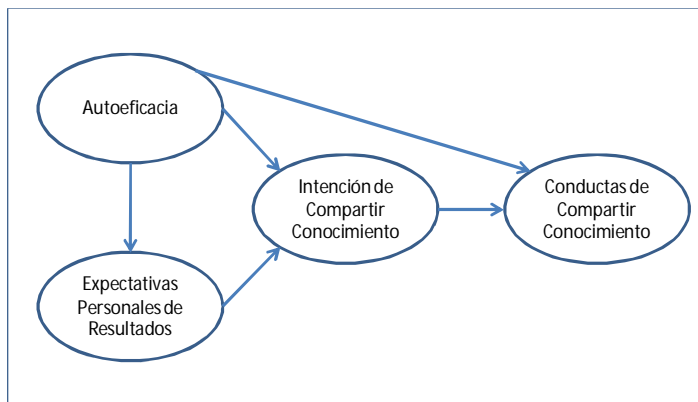 Autoeficacia
Intención de
Compartir
Conocimiento
Conductas de
Compartir
Conocimiento
Expectativas
Personales de
Resultados